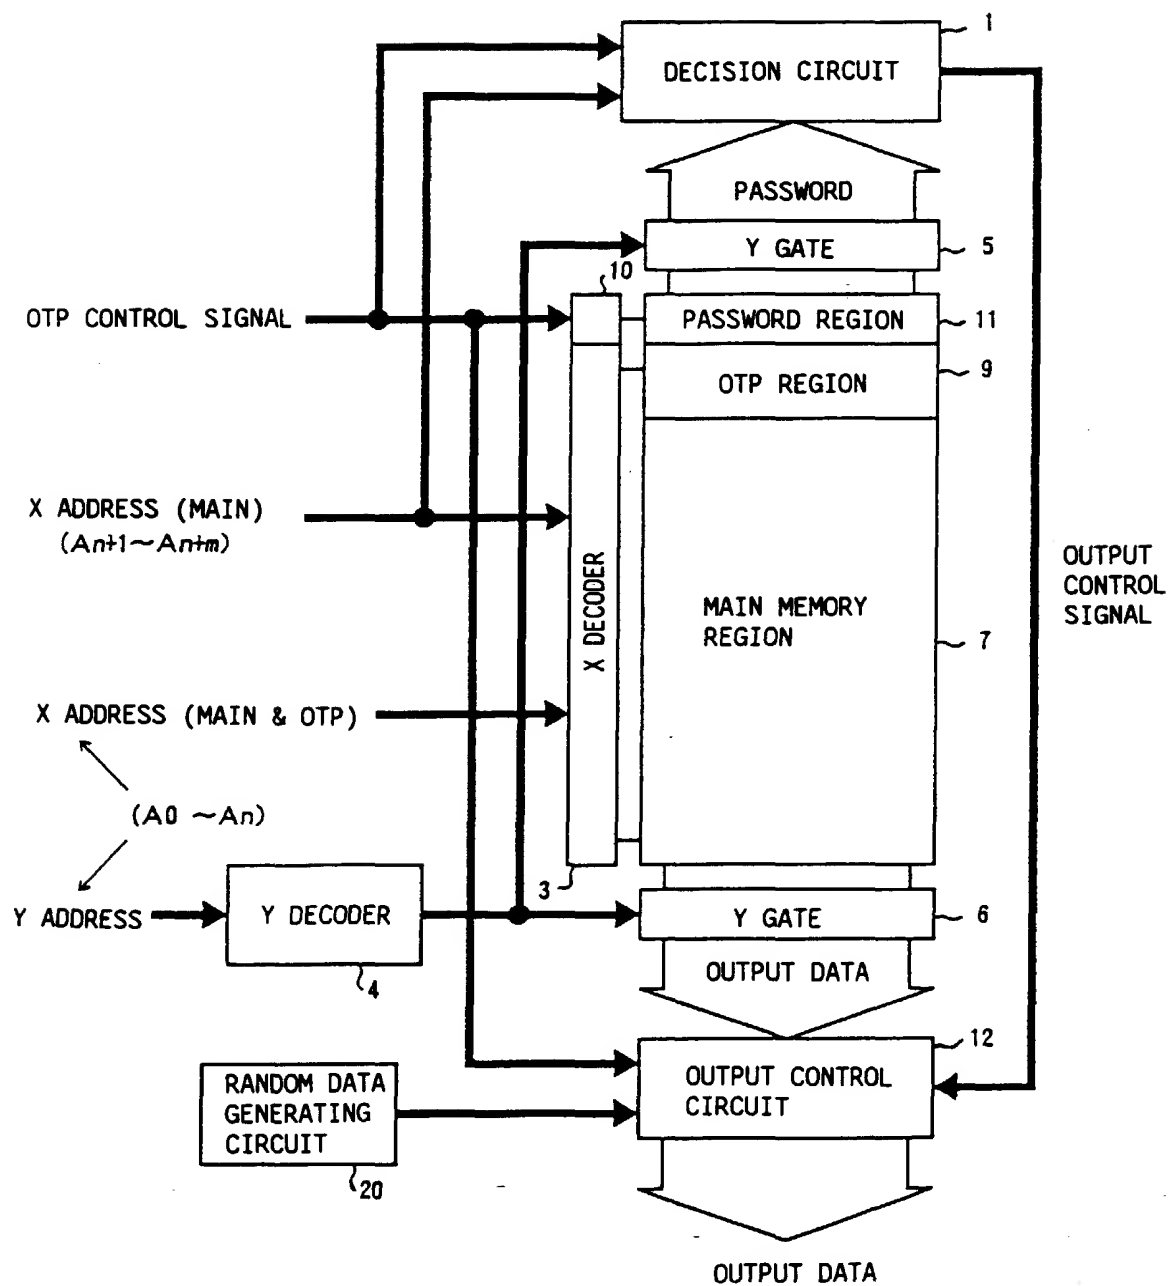 1
DECISION CIRCUIT
PASSWORD
Y GATE
5
10
OTP CONTROL SIGNAL
PASSWORD REGION
11
OTP REGION
9
X ADDRESS (MAIN)
(An+1~An+m)
X DECODER
MAIN MEMORY
REGION
7
OUTPUT
CONTROL
SIGNAL
X ADDRESS (MAIN & OTP)
(A0 ~An)
3
Y ADDRESS
Y DECODER
4
Y GATE
6
OUTPUT DATA
12
OUTPUT CONTROL
CIRCUIT
RANDOM DATA
GENERATING
CIRCUIT
20
OUTPUT DATA